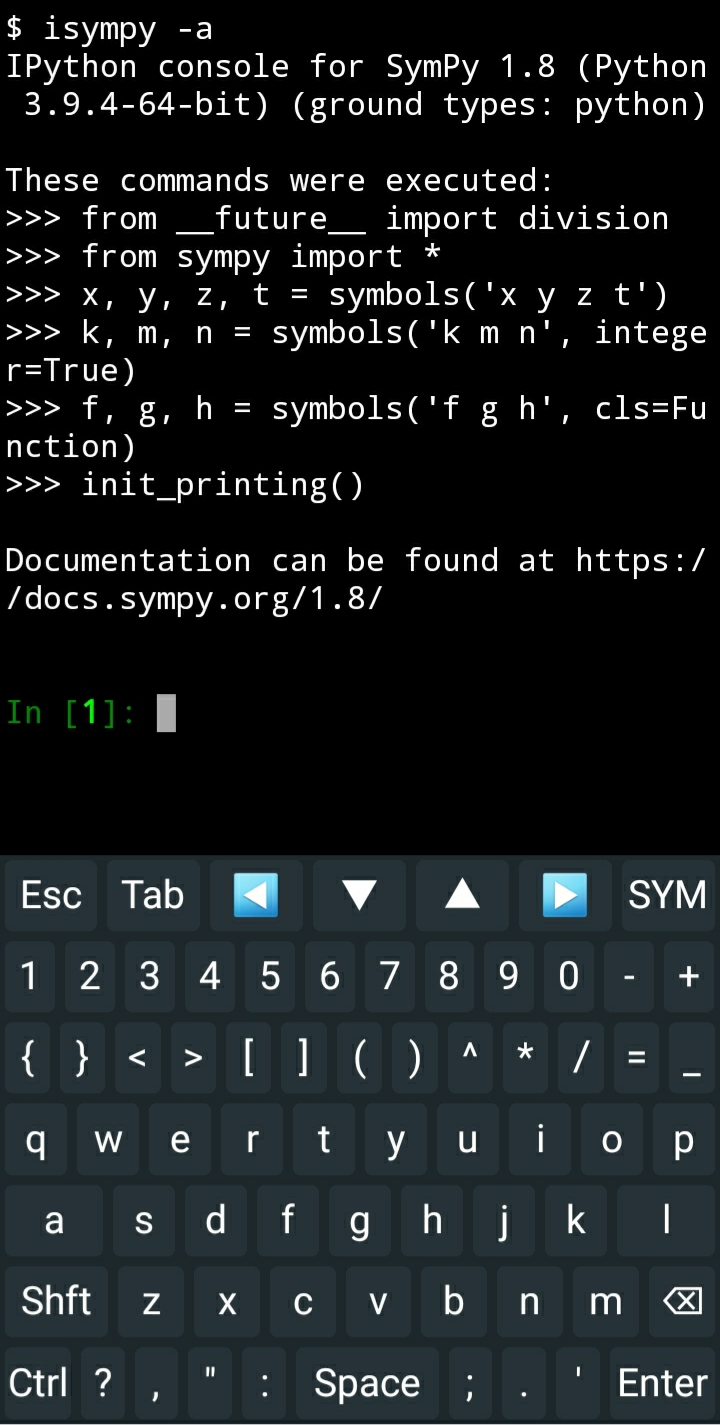 $ isympy -a
IPython console for SymPy 1.8 (Python
 3.9.4-64-bit) (ground types: python)
These commands were executed:
>>> from __future__ import division
>>> from sympy import *
>>> x, y, z, t = symbols('x y z t')
>>> k, m, n = symbols('k m n', intege
r=True)
>>> f, g, h = symbols('f g h', cls=Fu
nction)
>>> init_printing()
Documentation can be found at https:/
/docs.sympy.org/1.8/
In [1]:
Esc Tab ◀ ▼ ▲ ▶ SYM
1 2 3 4 5 6 7 8 9 0 - +
{ } < > [ ] ( ) ^ * / = _
q w e r t y u i o p
a s d f g h j k l
Shft z x c v b n m ⌫
Ctrl ? , " : Space ; . ' Enter